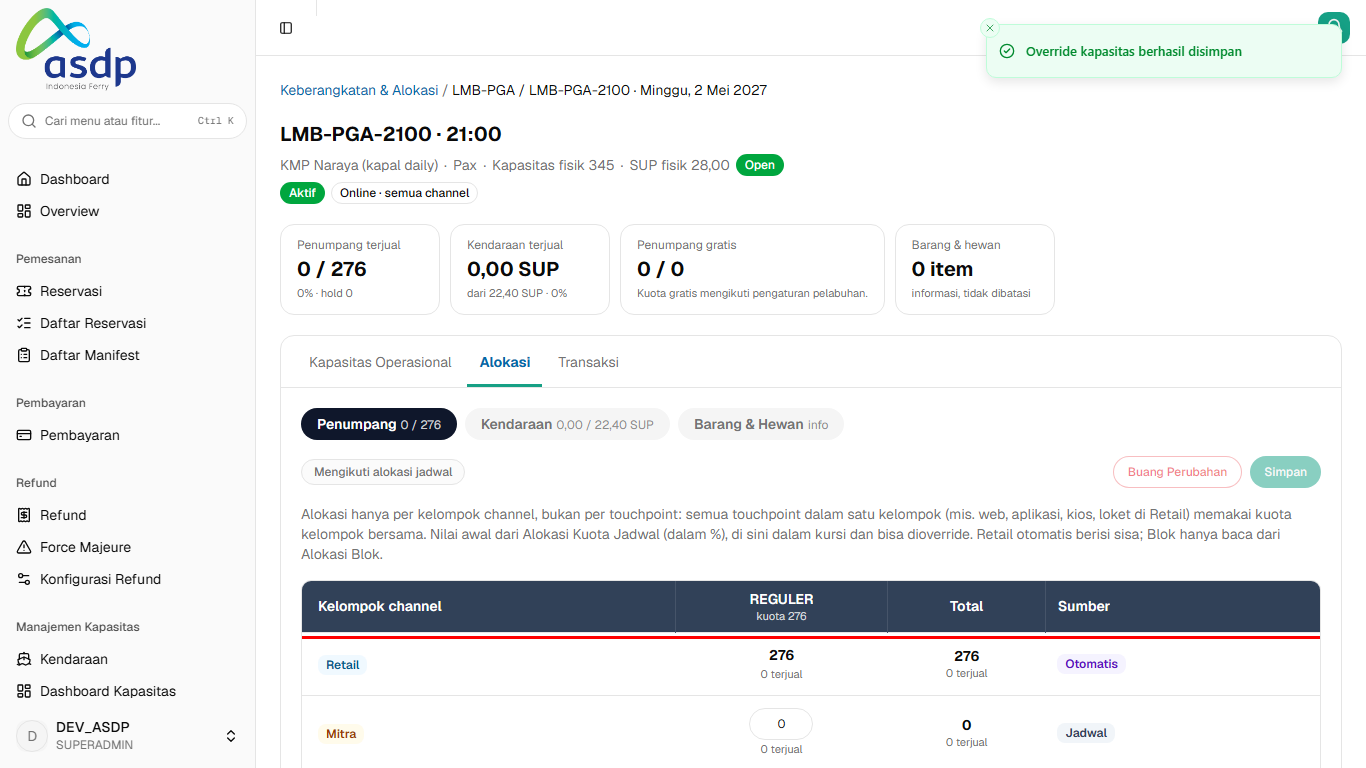 asdp
Indonesia Ferry
Cari menu atau fitur... Ctrl K
Dashboard
Overview
Pemesanan
Reservasi
Daftar Reservasi
Daftar Manifest
Pembayaran
Pembayaran
Refund
Refund
Force Majeure
Konfigurasi Refund
Manajemen Kapasitas
Kendaraan
Dashboard Kapasitas
D
DEV_ASDP
SUPERADMIN
Override kapasitas berhasil disimpan
Keberangkatan & Alokasi / LMB-PGA / LMB-PGA-2100 · Minggu, 2 Mei 2027
LMB-PGA-2100 · 21:00
KMP Naraya (kapal daily) · Pax · Kapasitas fisik 345 · SUP fisik 28,00 Open
Aktif Online · semua channel
Penumpang terjual
0 / 276
0% · hold 0
Kendaraan terjual
0,00 SUP
dari 22,40 SUP · 0%
Penumpang gratis
0 / 0
Kuota gratis mengikuti pengaturan pelabuhan.
Barang & hewan
0 item
informasi, tidak dibatasi
Kapasitas Operasional Alokasi Transaksi
Penumpang 0 / 276 Kendaraan 0,00 / 22,40 SUP Barang & Hewan info
Mengikuti alokasi jadwal Buang Perubahan Simpan
Alokasi hanya per kelompok channel, bukan per touchpoint: semua touchpoint dalam satu kelompok (mis. web, aplikasi, kios, loket di Retail) memakai kuota
kelompok bersama. Nilai awal dari Alokasi Kuota Jadwal (dalam %), di sini dalam kursi dan bisa dioverride. Retail otomatis berisi sisa; Blok hanya baca dari
Alokasi Blok.
Kelompok channel REGULER Total Sumber
kuota 276
Retail 276 276 Otomatis
0 terjual 0 terjual
Mitra 0 0 Jadwal
0 terjual 0 terjual